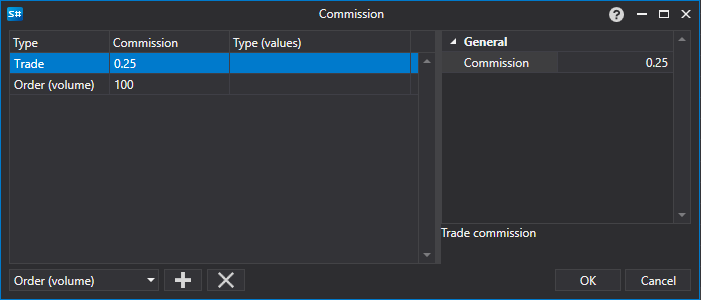 S# Commission ?
Type Commission Type (values)
Trade 0.25
Order (volume) 100
General
Commission 0.25
Trade commission
Order (volume) OK Cancel